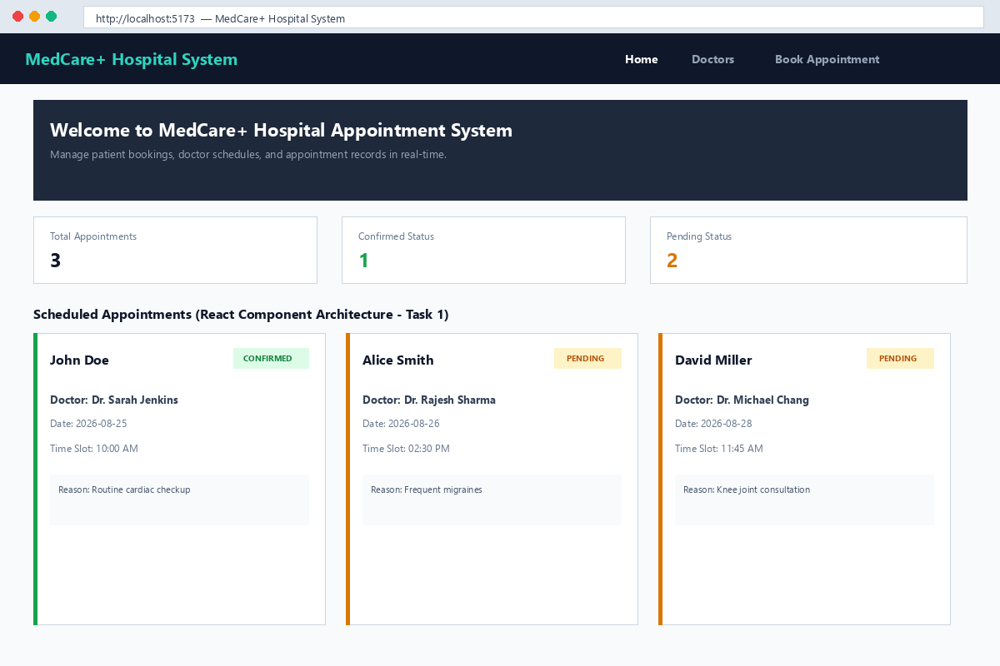 http://localhost:5173 — MedCare+ Hospital System
MedCare+ Hospital System
Home
Doctors
Book Appointment
Welcome to MedCare+ Hospital Appointment System
Manage patient bookings, doctor schedules, and appointment records in real-time.
Total Appointments
3
Confirmed Status
1
Pending Status
2
Scheduled Appointments (React Component Architecture - Task 1)
John Doe
CONFIRMED
Doctor: Dr. Sarah Jenkins
Date: 2026-08-25
Time Slot: 10:00 AM
Reason: Routine cardiac checkup
Alice Smith
PENDING
Doctor: Dr. Rajesh Sharma
Date: 2026-08-26
Time Slot: 02:30 PM
Reason: Frequent migraines
David Miller
PENDING
Doctor: Dr. Michael Chang
Date: 2026-08-28
Time Slot: 11:45 AM
Reason: Knee joint consultation